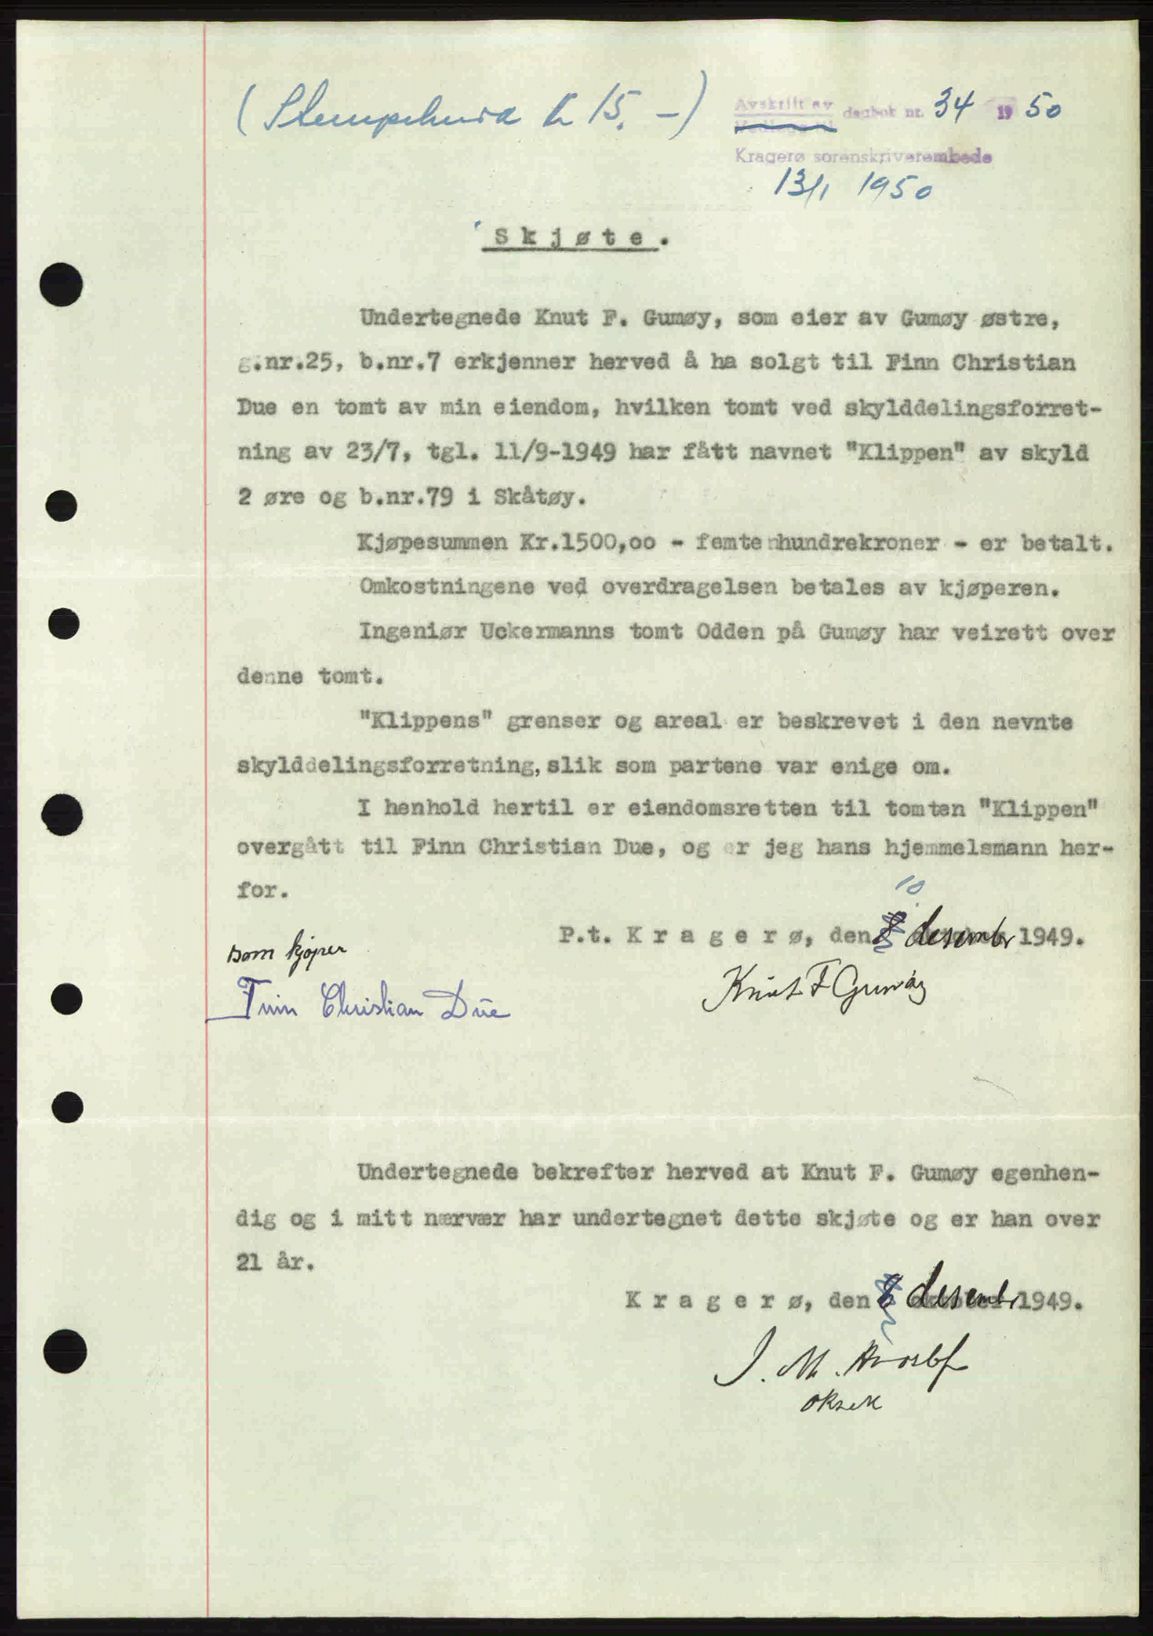 ( Stempelmerke kr 15. - )
Avskrift av
dagbok nr. 34 1950
Kragerø sorenskriverembede
13/1 1950
Skjøte.
Undertegnede Knut F. Gumøy, som eier av Gumøy østre,
g.nr.25, b.nr.7 erkjenner herved å ha solgt til Finn Christian
Due en tomt av min eiendom, hvilken tomt ved skylddelingsforret-
ning av 23/7, tgl. 11/9-1949 har fått navnet "Klippen" av skyld
2 øre og b.nr.79 i Skåtøy.
Kjøpesummen Kr.1500,oo - femtenhundrekroner - er betalt.
Omkostningene ved overdragelsen betales av kjøperen.
Ingeniør Uckermanns tomt Odden på Gumøy har veirett over
denne tomt.
"Klippens" grenser og areal er beskrevet i den nevnte
skylddelingsforretning, slik som partene var enige om.
I henhold hertil er eiendomsretten til tomten "Klippen"
overgått til Finn Christian Due, og er jeg hans hjemmelsmann her-
for.
10
P.t. Kragerø, den 8 desember 1949.
som kjøper
Knut F Gumøy
Finn Christian Due
Undertegnede bekrefter herved at Knut F. Gumøy egenhen-
dig og i mitt nærvær har undertegnet dette skjøte og er han over
21 år.
Kragerø, den 8 desembr 1949.
J. M.